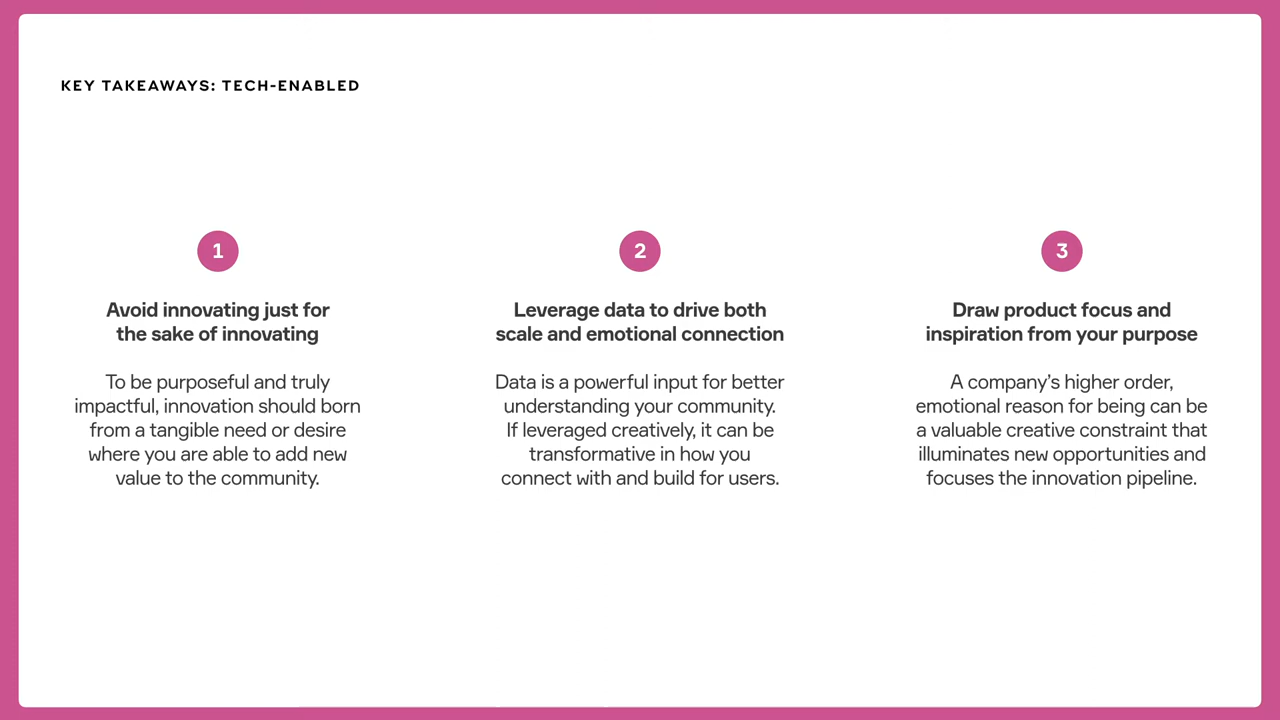 KEY TAKEAWAYS: TECH-ENABLED
1
Avoid innovating just for
the sake of innovating
To be purposeful and truly
impactful, innovation should born
from a tangible need or desire
where you are able to add new
value to the community.
2
Leverage data to drive both
scale and emotional connection
Data is a powerful input for better
understanding your community.
If leveraged creatively, it can be
transformative in how you
connect with and build for users.
3
Draw product focus and
inspiration from your purpose
A company’s higher order,
emotional reason for being can be
a valuable creative constraint that
illuminates new opportunities and
focuses the innovation pipeline.